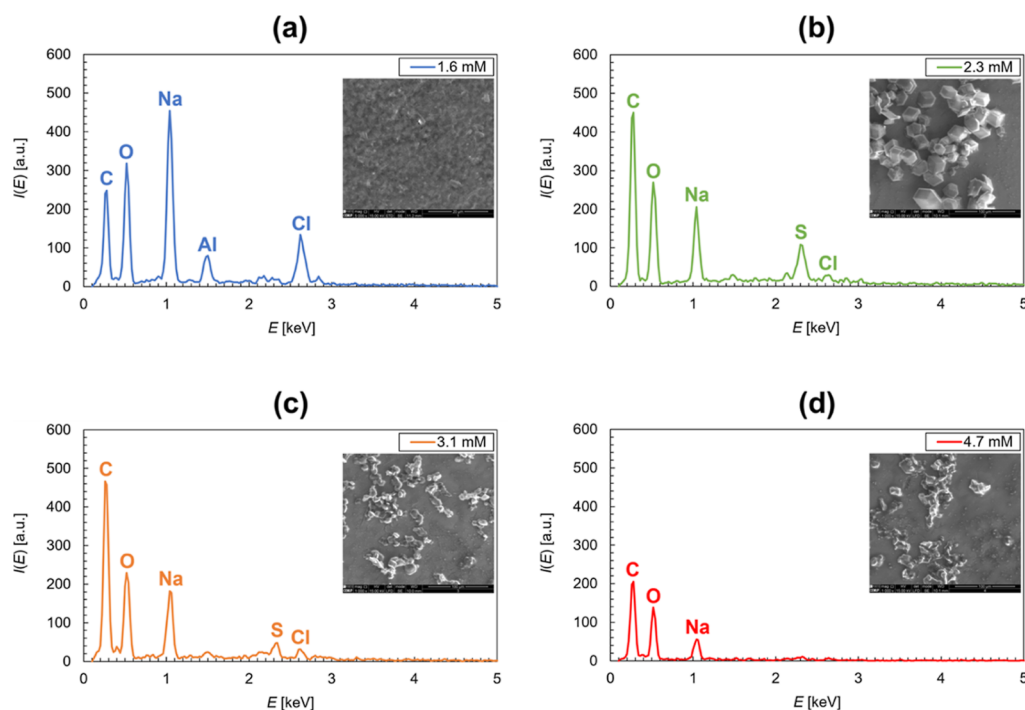 (a)
600
500
400
300
200
100
0
I(E) [a.u.]
1.6 mM
C
O
Na
Al
Cl
0 1 2 3 4 5
E [keV]
(b)
600
500
400
300
200
100
0
I(E) [a.u.]
2.3 mM
C
O
Na
S
Cl
0 1 2 3 4 5
E [keV]
(c)
600
500
400
300
200
100
0
I(E) [a.u.]
3.1 mM
C
O
Na
S
Cl
0 1 2 3 4 5
E [keV]
(d)
600
500
400
300
200
100
0
I(E) [a.u.]
4.7 mM
C
O
Na
0 1 2 3 4 5
E [keV]